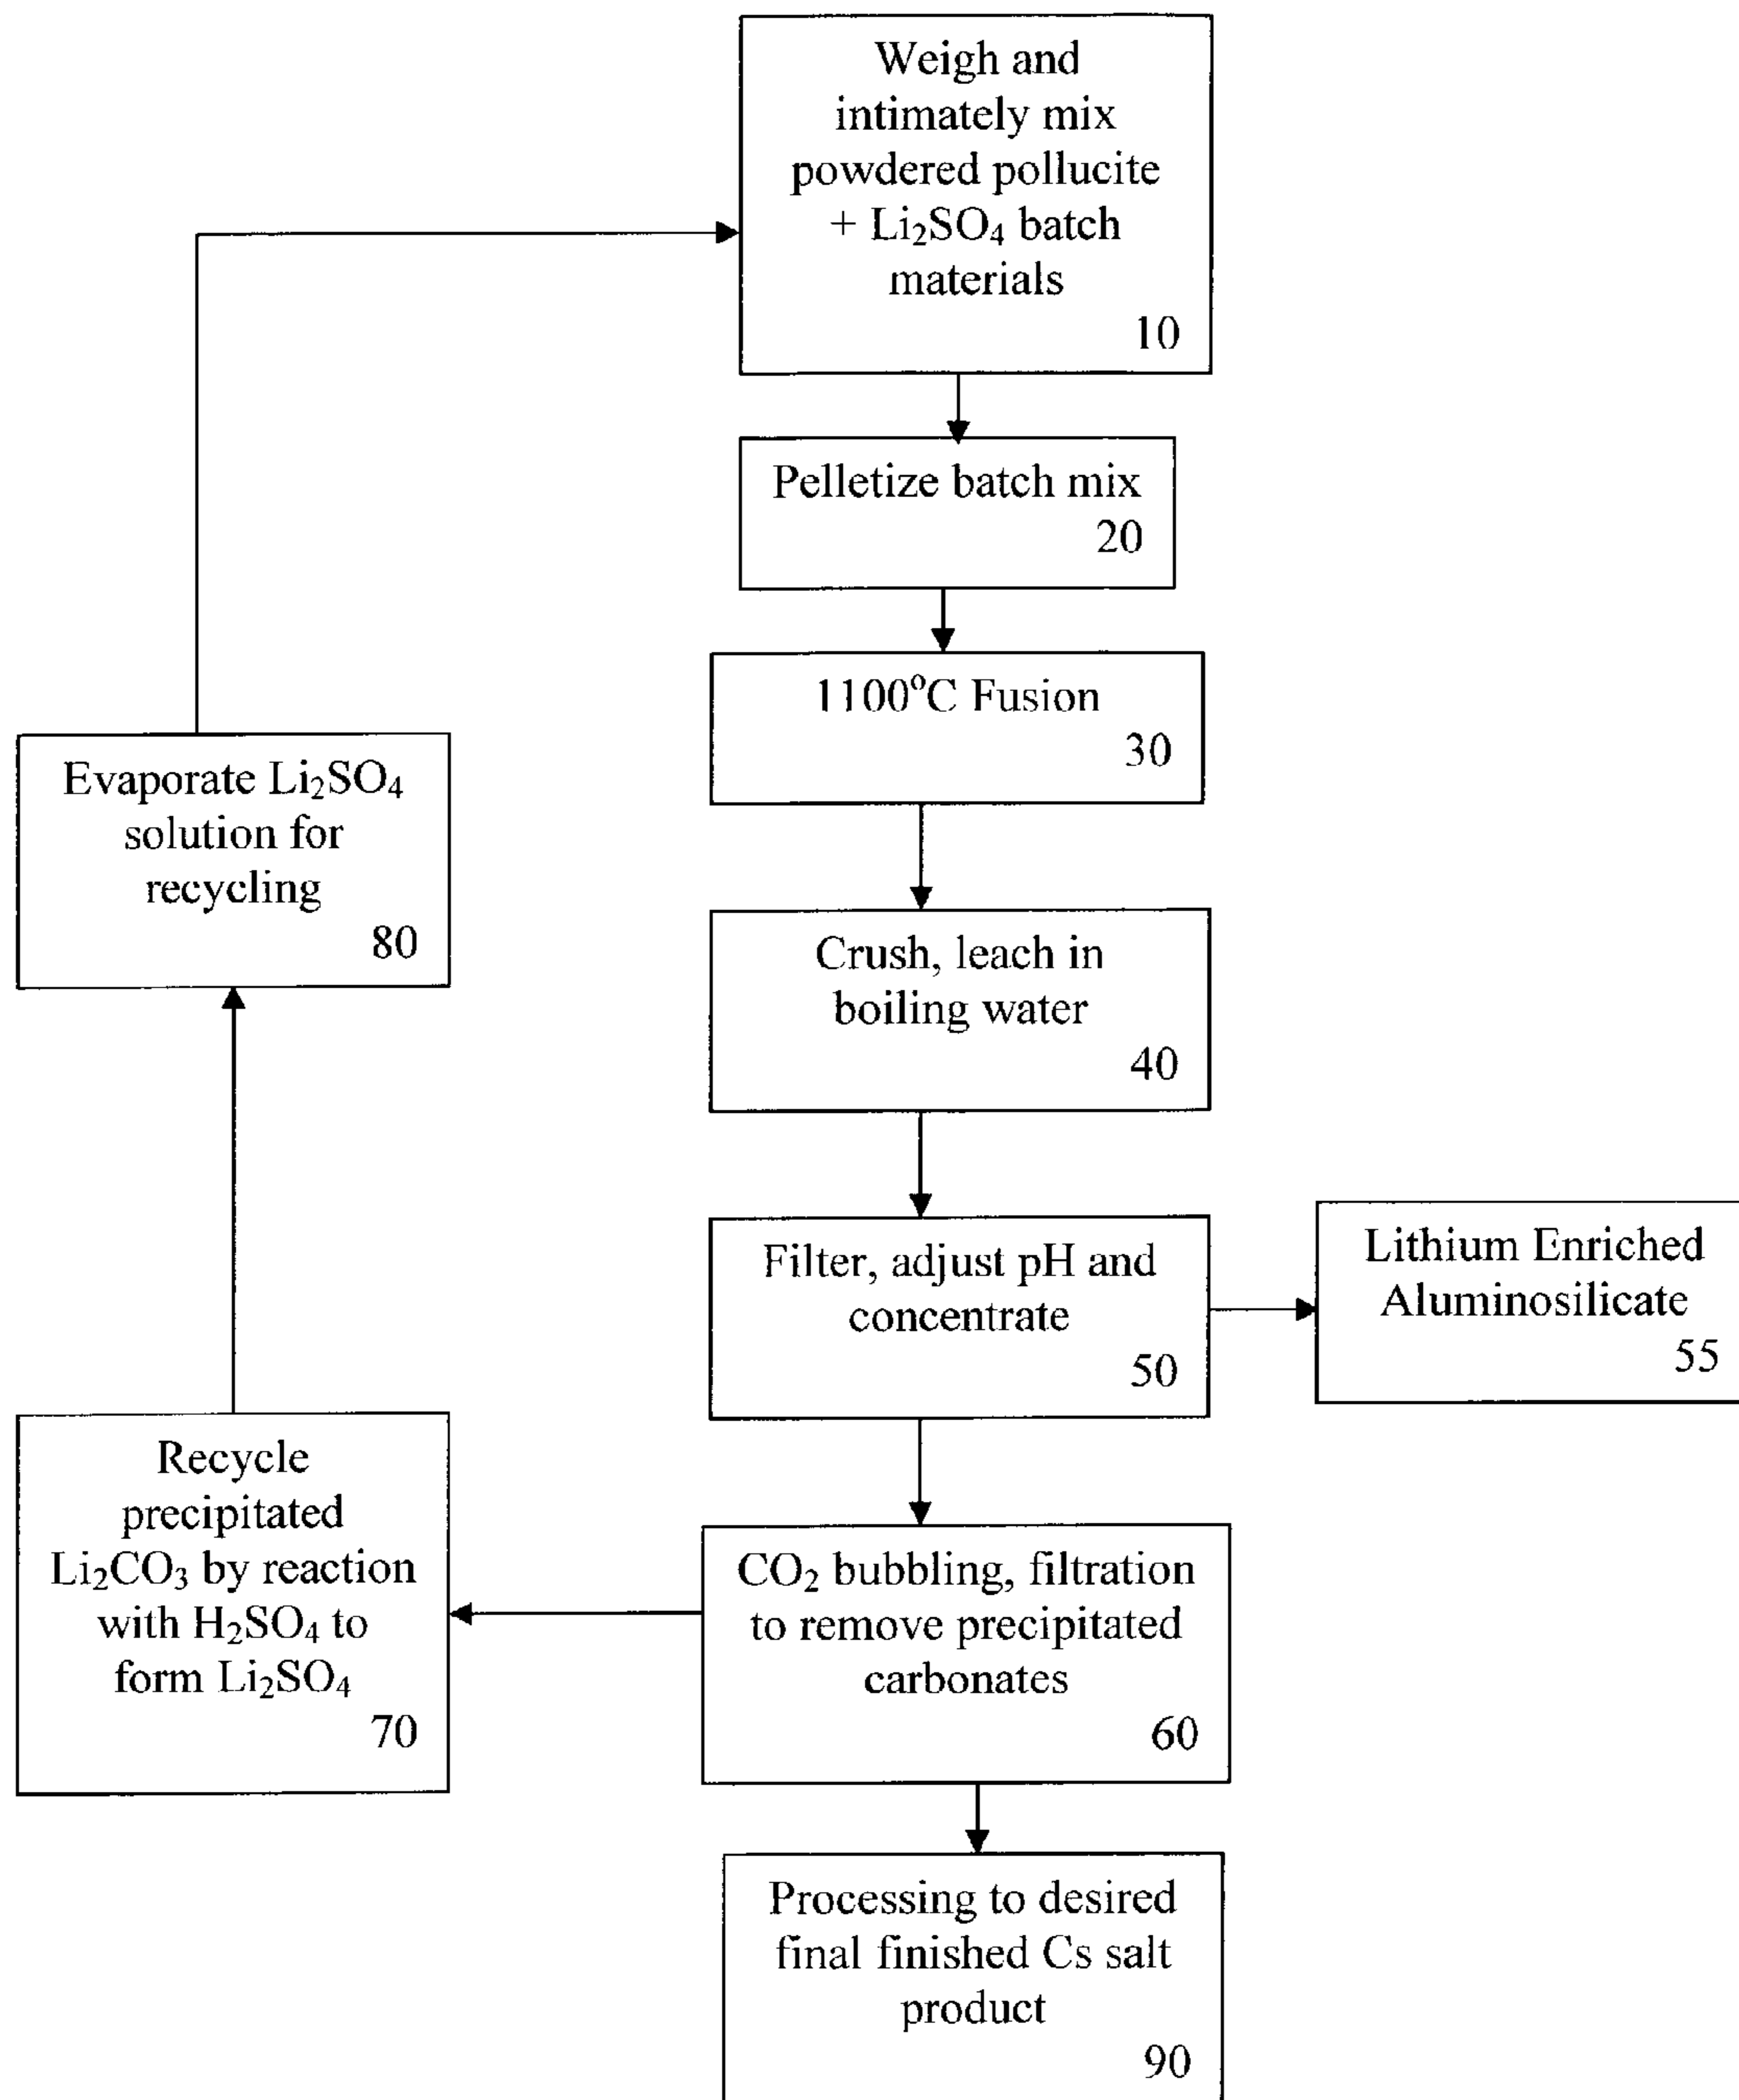 Weigh and
intimately mix
powdered pollucite
+ Li₂SO₄ batch
materials
10
Pelletize batch mix
20
1100°C Fusion
30
Evaporate Li₂SO₄
solution for
recycling
80
Crush, leach in
boiling water
40
Filter, adjust pH and
concentrate
50
Lithium Enriched
Aluminosilicate
55
Recycle
precipitated
Li₂CO₃ by reaction
with H₂SO₄ to
form Li₂SO₄
70
CO₂ bubbling, filtration
to remove precipitated
carbonates
60
Processing to desired
final finished Cs salt
product
90